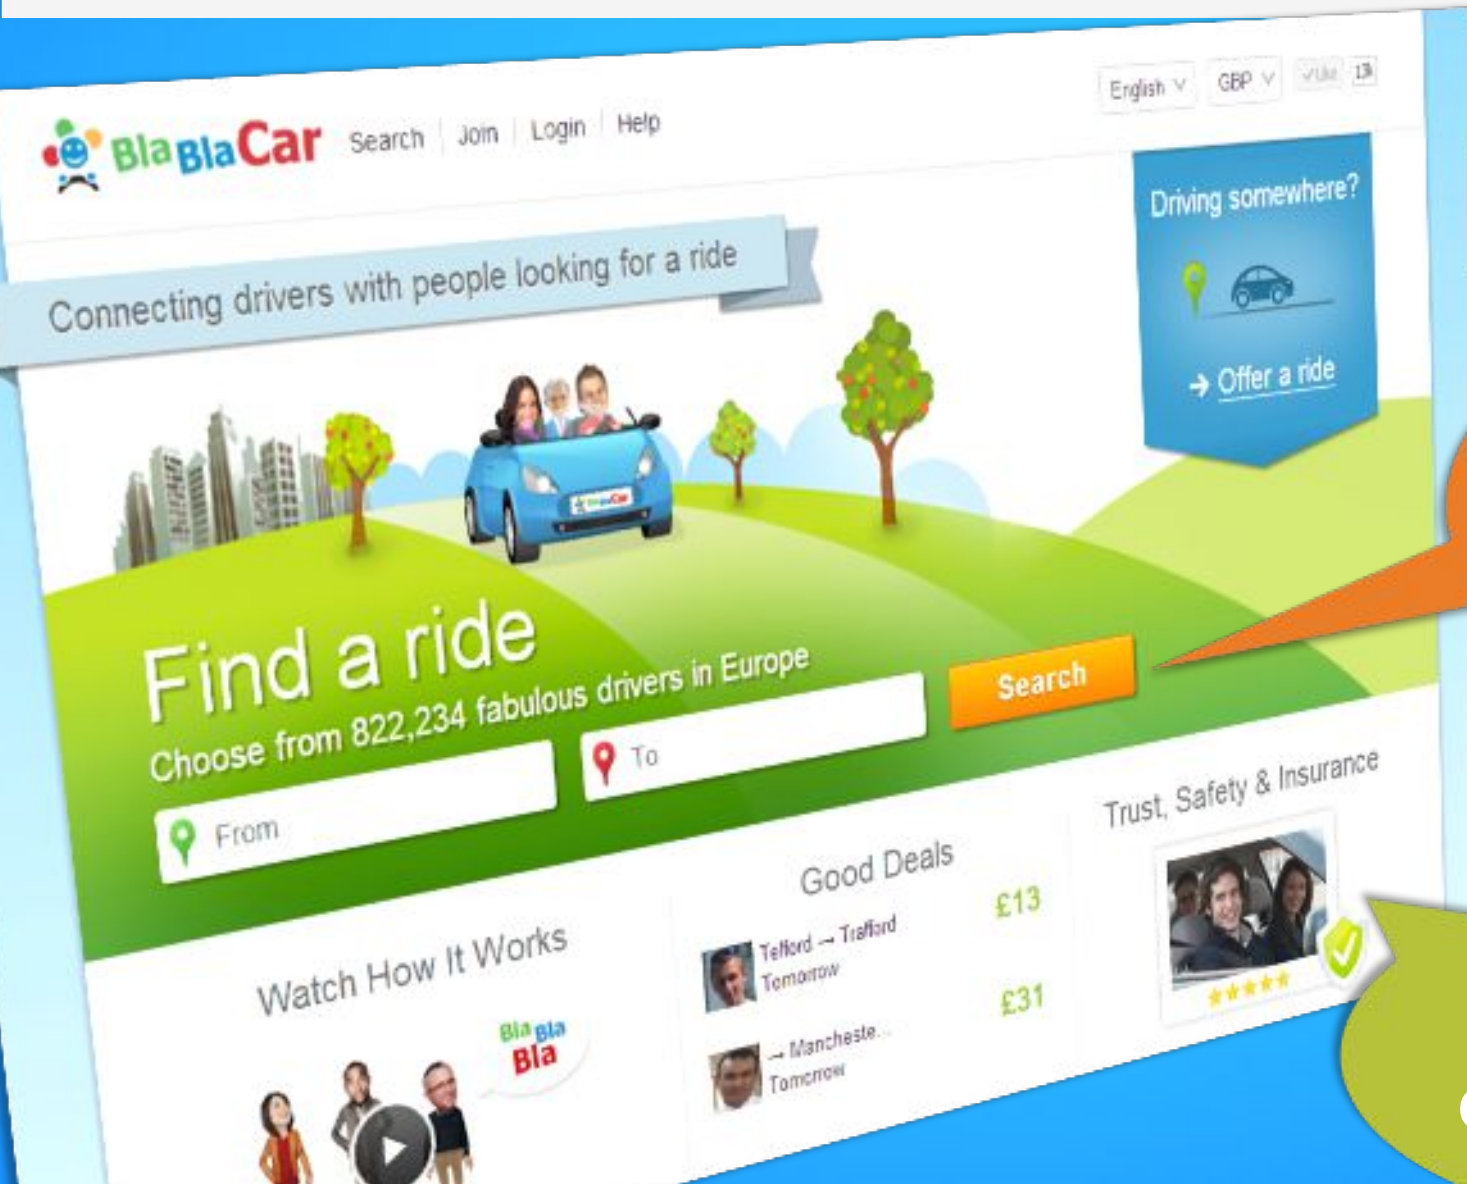 BlaBlaCar
Search
Join
Login
Help
English
GBP
Like
13k
Driving somewhere?
→ Offer a ride
Connecting drivers with people looking for a ride
Find a ride
Choose from 822,234 fabulous drivers in Europe
From
To
Search
Watch How It Works
Bla Bla
Bla
Good Deals
Telford → Trafford
£13
Tomorrow
→ Mancheste...
£31
Tomorrow
Trust, Safety & Insurance